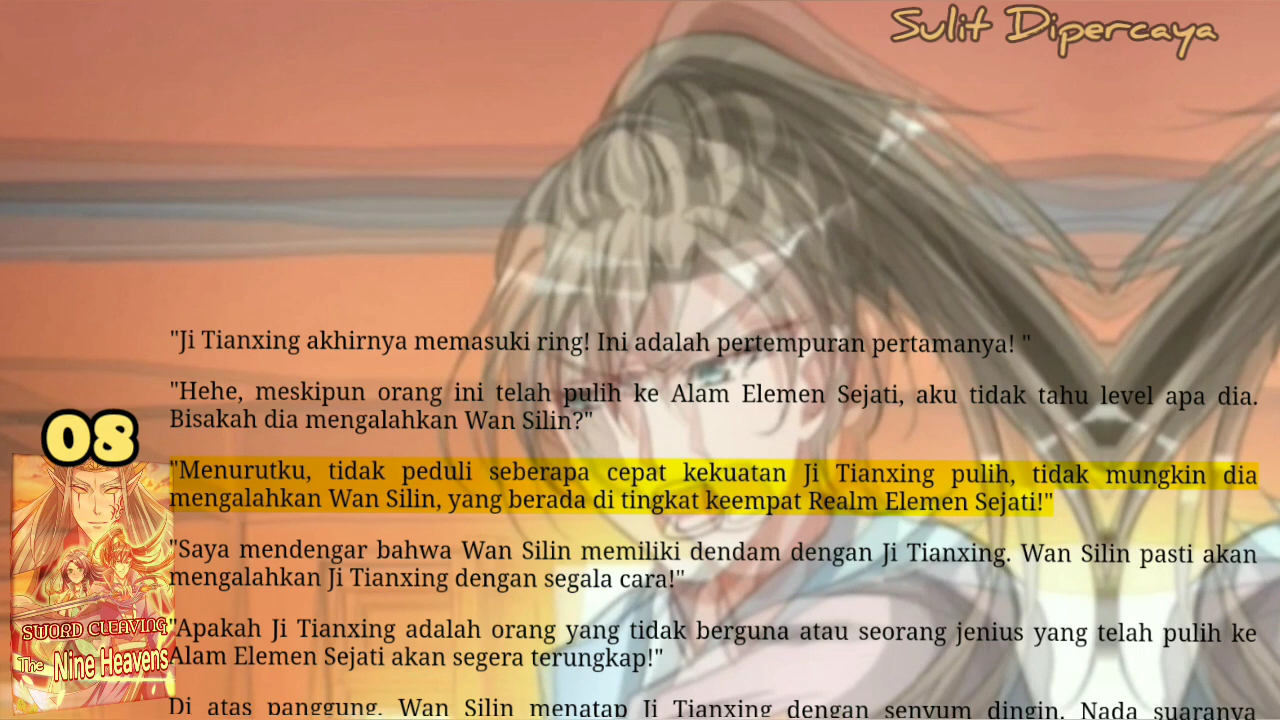 Sulit Dipercaya
"Ji Tianxing akhirnya memasuki ring! Ini adalah pertempuran pertamanya! "
"Hehe, meskipun orang ini telah pulih ke Alam Elemen Sejati, aku tidak tahu level apa dia.
Bisakah dia mengalahkan Wan Silin?"
"Menurutku, tidak peduli seberapa cepat kekuatan Ji Tianxing pulih, tidak mungkin dia
mengalahkan Wan Silin, yang berada di tingkat keempat Realm Elemen Sejati!"
"Saya mendengar bahwa Wan Silin memiliki dendam dengan Ji Tianxing. Wan Silin pasti akan
mengalahkan Ji Tianxing dengan segala cara!"
"Apakah Ji Tianxing adalah orang yang tidak berguna atau seorang jenius yang telah pulih ke
Alam Elemen Sejati akan segera terungkap!"
Di atas panggung, Wan Silin menatap Ji Tianxing dengan senyum dingin. Nada suaranya
08
SWORD CLEAVING
The Nine Heavens